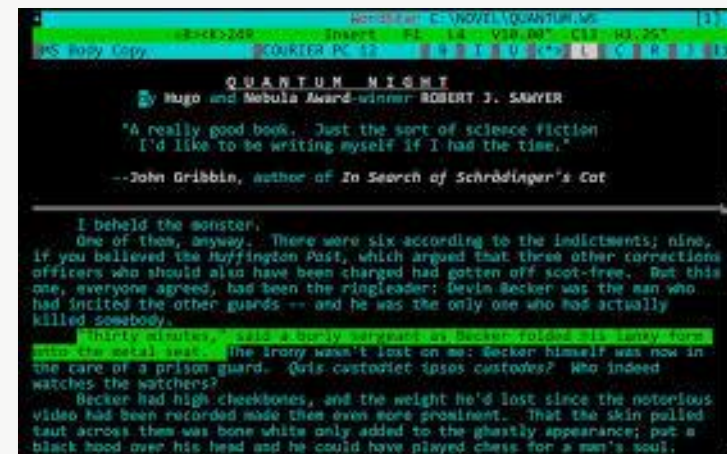 WordStar C:\NOVEL\QUANTUM.WS [1]
Insert P1 L4 V10.00" C13 H1.25"
MS Body Copy COURIER PC 12 B I U <*> L C R J
Q U A N T U M N I G H T
By Hugo and Nebula Award-winner ROBERT J. SAWYER
"A really good book. Just the sort of science fiction
I'd like to be writing myself if I had the time."
--John Gribbin, author of In Search of Schrödinger's Cat
I beheld the monster.
One of them, anyway. There were six according to the indictments; nine,
if you believed the Huffington Post, which argued that three other corrections
officers who should also have been charged had gotten off scot-free. But this
one, everyone agreed, had been the ringleader: Devin Becker was the man who
had incited the other guards -- and he was the only one who had actually
killed somebody.
"Thirty minutes," said a burly sergeant as Becker folded his lanky form
onto the metal seat. The irony wasn't lost on me: Becker himself was now in
the care of a prison guard. Quis custodiet ipsos custodes? Who indeed
watches the watchers?
Becker had high cheekbones, and the weight he'd lost since the notorious
video had been recorded made them even more prominent. That the skin pulled
taut across them was bone white only added to the ghastly appearance; put a
black hood over his head and he could have played chess for a man's soul.